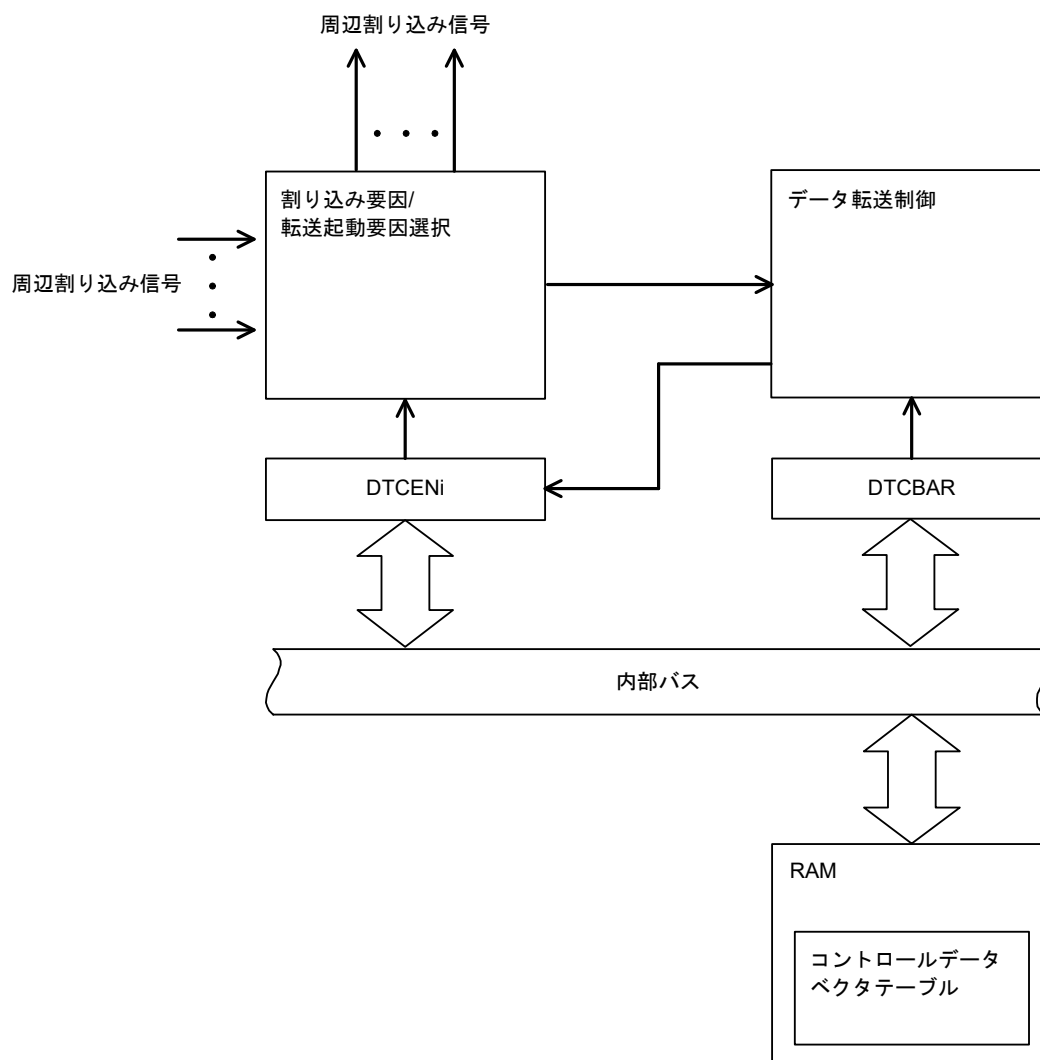 周辺割り込み信号
割り込み要因/
転送起動要因選択
データ転送制御
周辺割り込み信号
DTCENi
DTCBAR
内部バス
RAM
コントロールデータ
ベクタテーブル